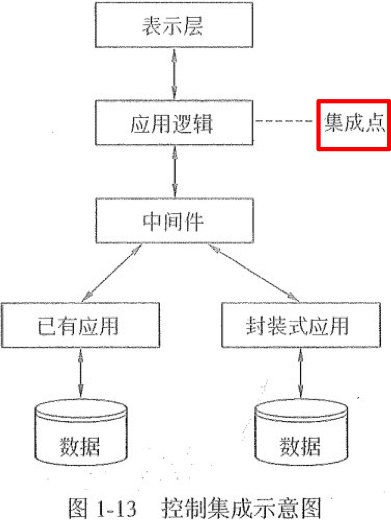 表示层
应用逻辑
集成点
中间件
已有应用
封装式应用
数据
数据
图 1-13 控制集成示意图